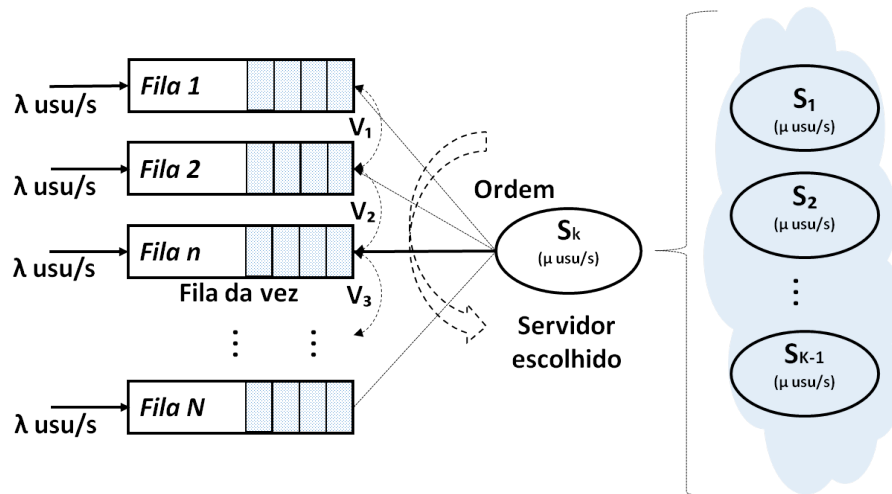 Fila 1
λ usu/s
V₁
Fila 2
λ usu/s
V₂
Fila n
λ usu/s
Fila da vez
V₃
⋮ ⋮
Fila N
λ usu/s
Ordem
Sk
(μ usu/s)
Servidor
escolhido
S₁
(μ usu/s)
S₂
(μ usu/s)
⋮
SK-1
(μ usu/s)